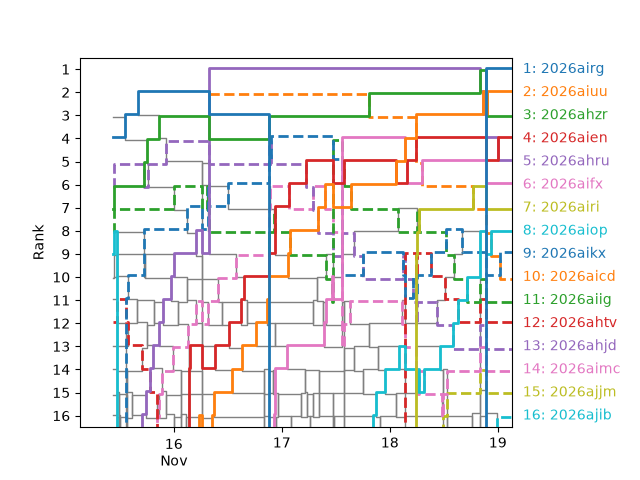 1
2
3
4
5
6
7
8
9
10
11
12
13
14
15
16
Rank
16
17
18
19
Nov
1: 2026airg
2: 2026aiuu
3: 2026ahzr
4: 2026aien
5: 2026ahru
6: 2026aifx
7: 2026airi
8: 2026aiop
9: 2026aikx
10: 2026aicd
11: 2026aiig
12: 2026ahtv
13: 2026ahjd
14: 2026aimc
15: 2026ajjm
16: 2026ajib